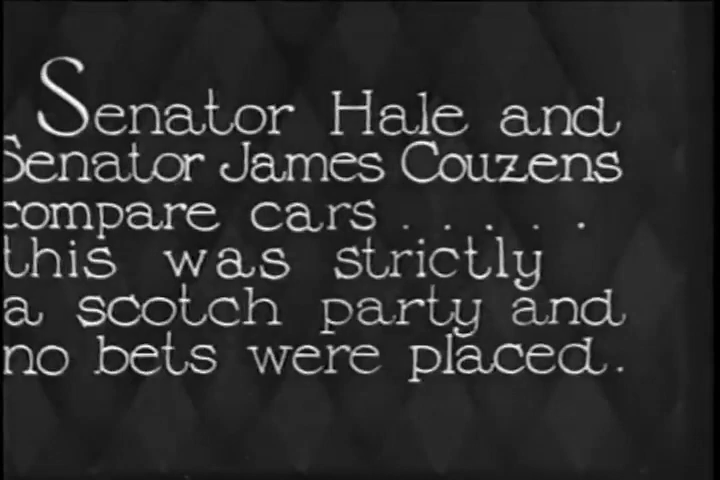 Senator Hale and
Senator James Couzens
compare cars . . . . .
this was strictly
a scotch party and
no bets were placed.